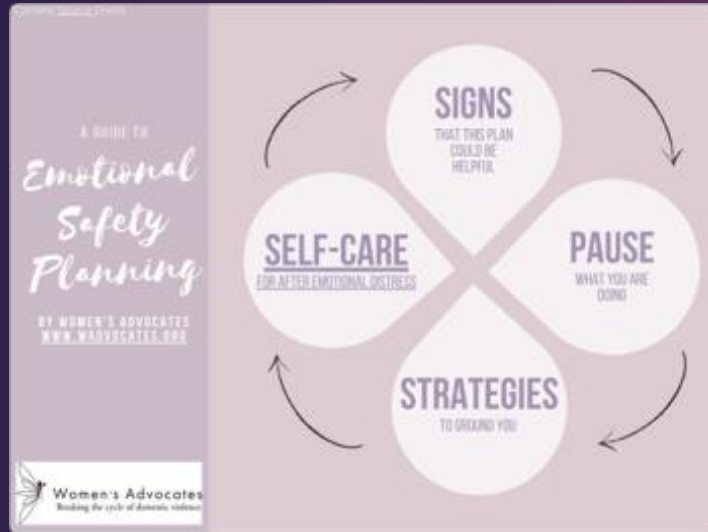 A GUIDE TO
Emotional
Safety
Planning
BY WOMEN'S ADVOCATES
WWW.WADVOCATES.ORG
Women's Advocates
Breaking the cycle of domestic violence
SIGNS
THAT THIS PLAN
COULD BE
HELPFUL
PAUSE
WHAT YOU ARE
DOING
STRATEGIES
TO GROUND YOU
SELF-CARE
FOR AFTER EMOTIONAL DISTRESS